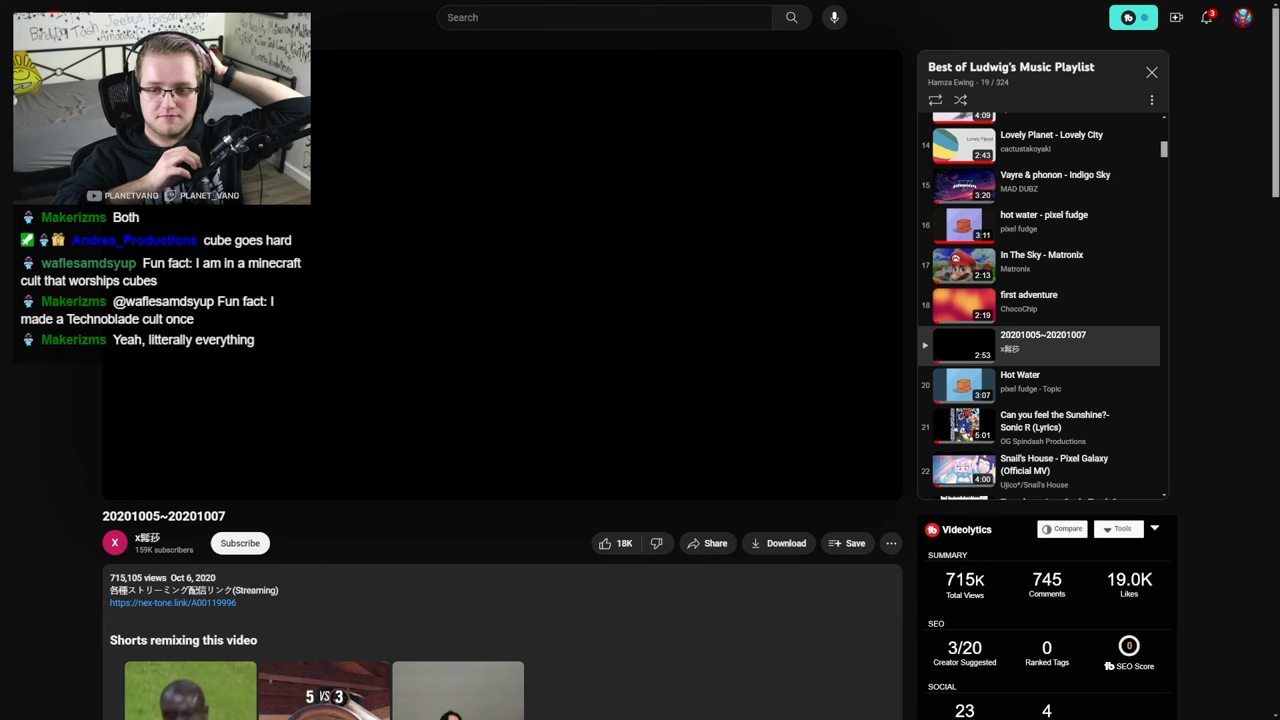 Search
3
PLANETVANO PLANET_VANO
Makerizms Both
Andres_Productions cube goes hard
waflesamdsyup Fun fact: I am in a minecraft
cult that worships cubes
Makerizms @waflesamdsyup Fun fact: I
made a Technoblade cult once
Makerizms Yeah, litterally everything
Best of Ludwig's Music Playlist
Hamza Ewing - 19 / 324
4:09
14
2:43
Lovely Planet - Lovely City
cactustakoyaki
15
3:20
Vayre & phonon - Indigo Sky
MAD DUBZ
16
3:11
hot water - pixel fudge
pixel fudge
17
2:13
In The Sky - Matronix
Matronix
18
2:19
first adventure
ChocoChip
2:53
20201005~20201007
20
3:07
Hot Water
pixel fudge - Topic
21
5:01
Can you feel the Sunshine?-
Sonic R (Lyrics)
OG Spindash Productions
22
4:00
Snail's House - Pixel Galaxy
(Official MV)
Ujico*/Snail's House
20201005~20201007
X
159K subscribers
Subscribe
18K
Share
Download
Save
715,105 views Oct 6, 2020
各種ストリーミング配信リンク(Streaming)
https://nex-tone.link/A00119996
Shorts remixing this video
5 VS 3
Videolytics
Compare
Tools
SUMMARY
715K 745 19.0K
Total Views Comments Likes
SEO
3/20 0 0
Creator Suggested Ranked Tags SEO Score
SOCIAL
23 4